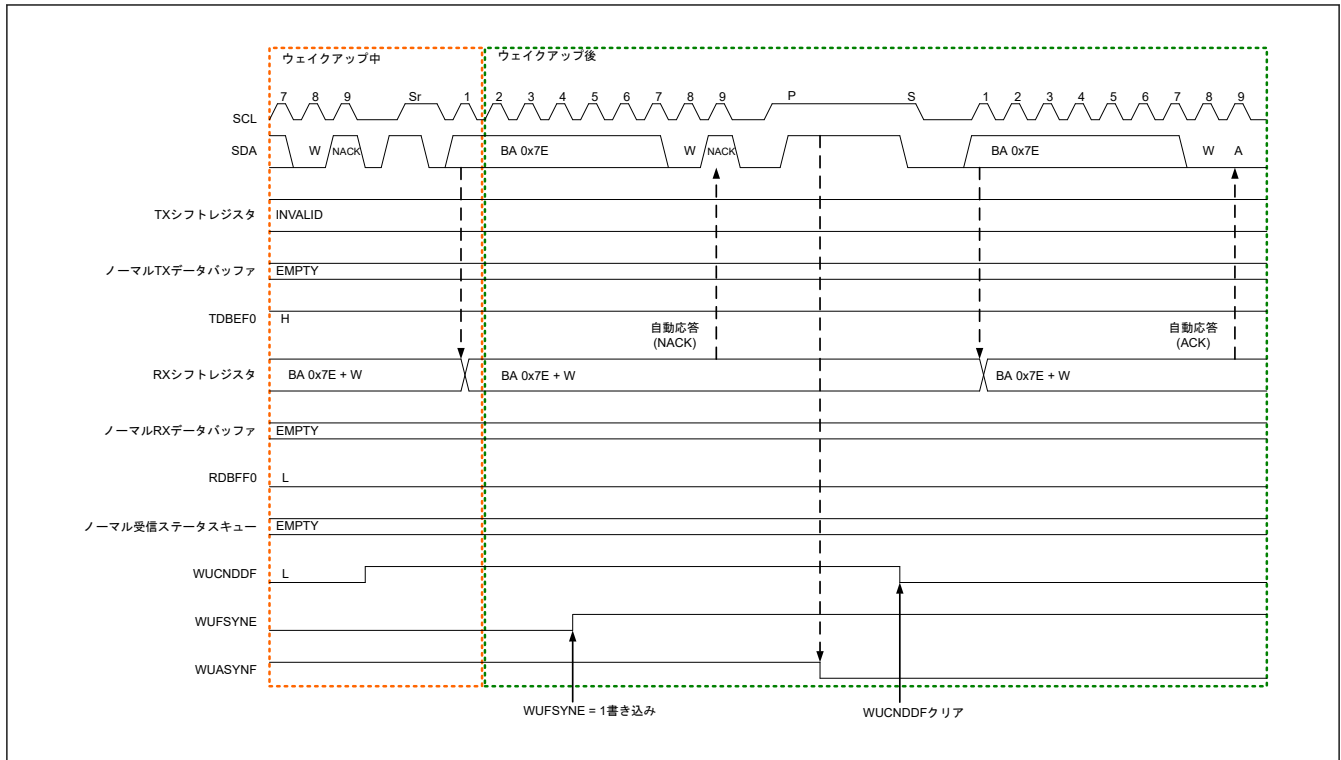 ウェイクアップ中 ウェイクアップ後
SCL 7 8 9 Sr 1 2 3 4 5 6 7 8 9 P S 1 2 3 4 5 6 7 8 9
SDA W NACK BA 0x7E W NACK BA 0x7E W A
TXシフトレジスタ INVALID
ノーマルTXデータバッファ EMPTY
TDBEF0 H
自動応答 自動応答
(NACK) (ACK)
RXシフトレジスタ BA 0x7E + W BA 0x7E + W BA 0x7E + W
ノーマルRXデータバッファ EMPTY
RDBFF0 L
ノーマル受信ステータスキュー EMPTY
WUCNDDF L
WUFSYNE
WUASYNF
WUFSYNE = 1書き込み WUCNDDFクリア